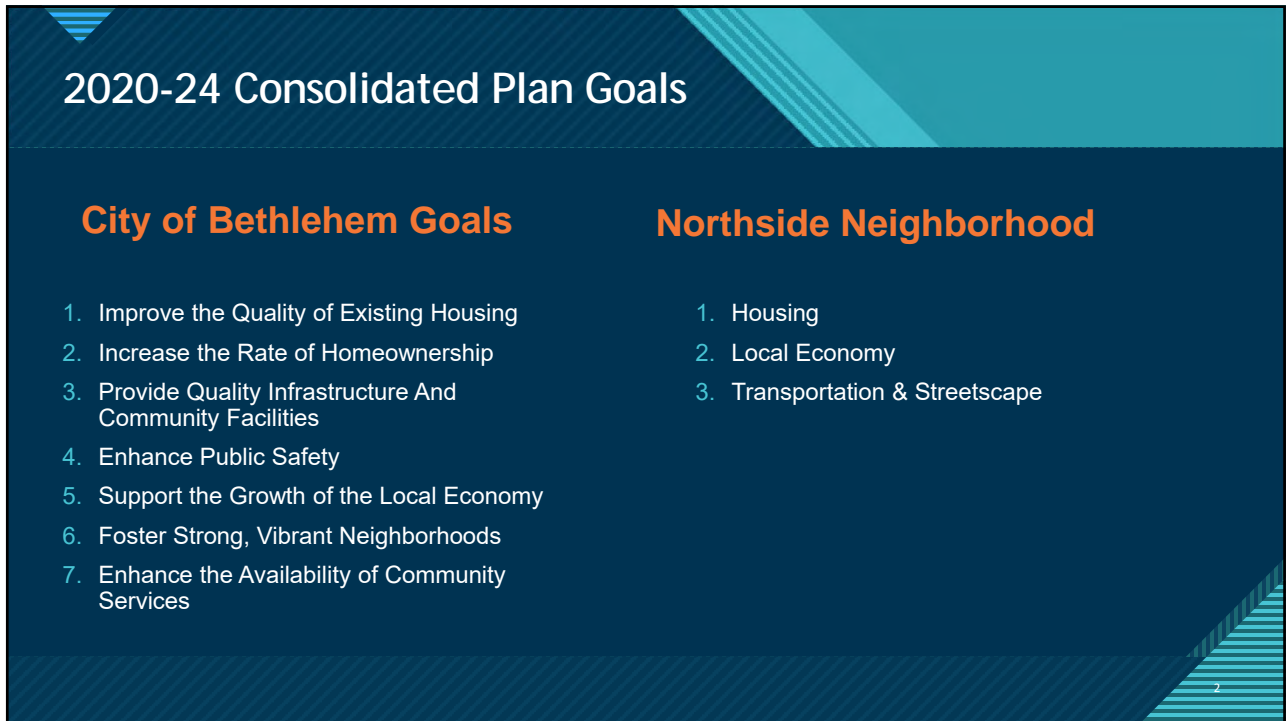 2020-24 Consolidated Plan Goals
City of Bethlehem Goals
1. Improve the Quality of Existing Housing
2. Increase the Rate of Homeownership
3. Provide Quality Infrastructure And
Community Facilities
4. Enhance Public Safety
5. Support the Growth of the Local Economy
6. Foster Strong, Vibrant Neighborhoods
7. Enhance the Availability of Community
Services
Northside Neighborhood
1. Housing
2. Local Economy
3. Transportation & Streetscape
2